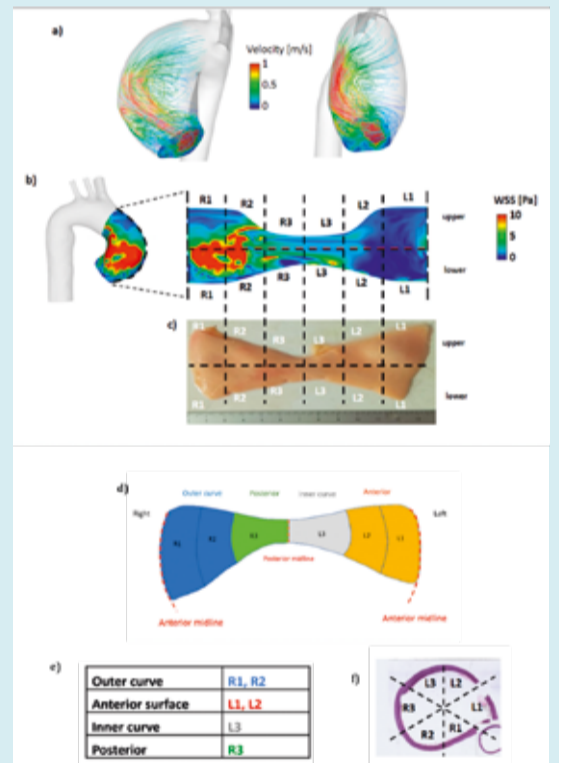 a)
Velocity [m/s]
1
0.5
0
b)
R1
R2
R3
L3
L2
L1
upper
lower
R1
R2
R3
L3
L2
L1
WSS [Pa]
10
5
0
c)
R1
R2
R3
L3
L2
L1
upper
lower
R1
R2
R3
L3
L2
L1
d)
Outer curve
Posterior
Inner curve
Anterior
Right
Left
R1
R2
R3
L3
L2
L1
Posterior midline
Anterior midline
Anterior midline
e)
Outer curve R1, R2
Anterior surface L1, L2
Inner curve L3
Posterior R3
f)
L3
L2
R3
L1
R2
R1